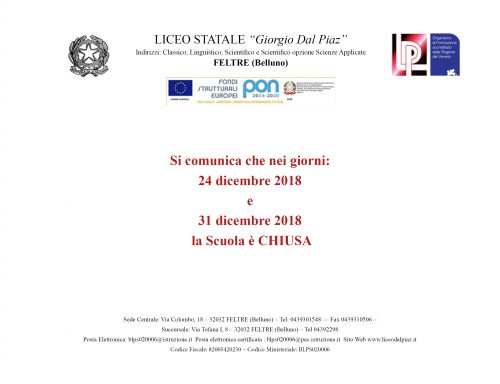 LICEO STATALE “Giorgio Dal Piaz”
Indirizzi: Classico, Linguistico, Scientifico e Scientifico opzione Scienze Applicate
FELTRE (Belluno)
Organismo
di Formazione
accreditato
dalla Regione
del Veneto
UNIONE EUROPEA
FONDI
STRUTTURALI
EUROPEI
pon
2014-2020
Si comunica che nei giorni:
24 dicembre 2018
e
31 dicembre 2018
la Scuola è CHIUSA
Sede Centrale: Via Colombo, 18 – 32032 FELTRE (Belluno) – Tel. 0439301548 — Fax 0439310506 –
Succursale: Via Tofana I, 8 – 32032 FELTRE (Belluno) – Tel 04392298
Posta Elettronica: blps020006@istruzione.it Posta elettronica certificata : blps020006@pec.istruzione.it Sito Web www.liceodalpiaz.it
Codice Fiscale: 82005420250 – Codice Ministeriale: BLPS020006